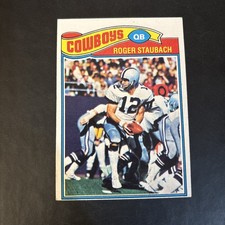 COWBOYS
QB
ROGER STAUBACH
12